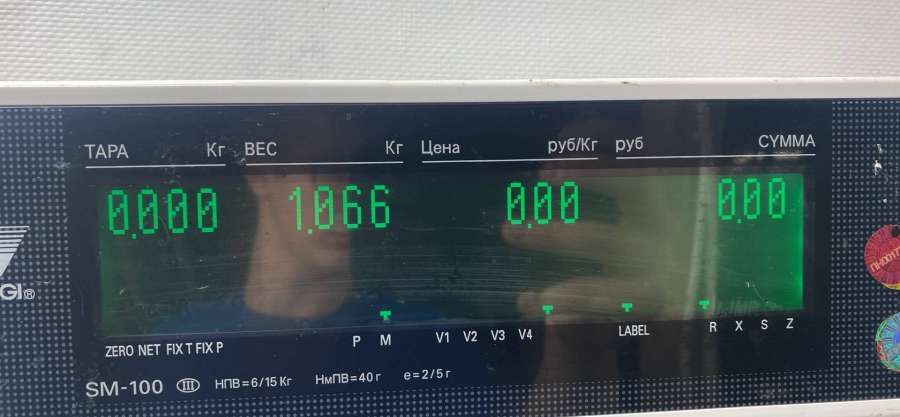 ТАРА Кг ВЕС Кг Цена руб/Кг руб СУММА
0.000 1.066 0.00 0.00
GI®
ZERO NET FIX T FIX P P M V1 V2 V3 V4 LABEL R X S Z
SM-100 III НПВ=6/15 Кг НмПВ=40 г e=2/5 г